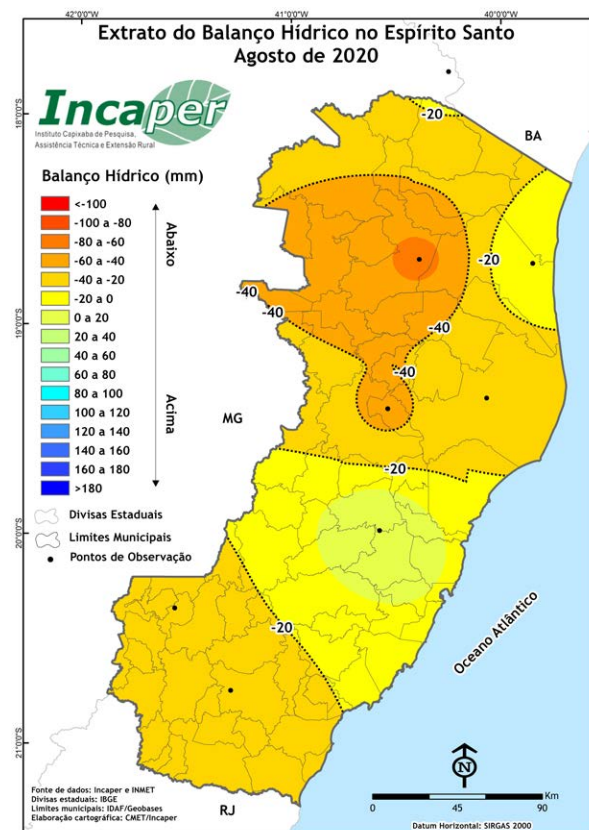 Extrato do Balanço Hídrico no Espírito Santo
Agosto de 2020
42°0'0"S
41°0'0"O
40°0'0"O
18°0'0"S
19°0'0"S
20°0'0"S
21°0'0"S
Incaper
Instituto Capixaba de Pesquisa,
Assistência Técnica e Extensão Rural
Balanço Hídrico (mm)
<-100
-100 a -80
-80 a -60
-60 a -40
-40 a -20
-20 a 0
0 a 20
20 a 40
40 a 60
60 a 80
80 a 100
100 a 120
120 a 140
140 a 160
160 a 180
>180
Abaixo
Acima
Divisas Estaduais
Limites Municipais
Pontos de Observação
BA
MG
RJ
Oceano Atlântico
-20
-20
-40
-40
-40
-40
-20
-20
N
Km
0
45
90
Datum Horizontal: SIRGAS 2000
Fonte de dados: Incaper e INMET
Divisas estaduais: IBGE
Limites municipais: IDAF/Geobases
Elaboração cartográfica: CMET/Incaper